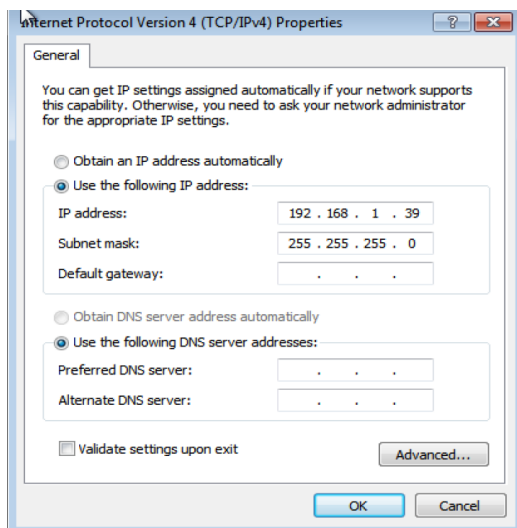 Internet Protocol Version 4 (TCP/IPv4) Properties
General
You can get IP settings assigned automatically if your network supports
this capability. Otherwise, you need to ask your network administrator
for the appropriate IP settings.
Obtain an IP address automatically
Use the following IP address:
IP address: 192 . 168 . 1 . 39
Subnet mask: 255 . 255 . 255 . 0
Default gateway: . . .
Obtain DNS server address automatically
Use the following DNS server addresses:
Preferred DNS server: . . .
Alternate DNS server: . . .
Validate settings upon exit
Advanced...
OK Cancel